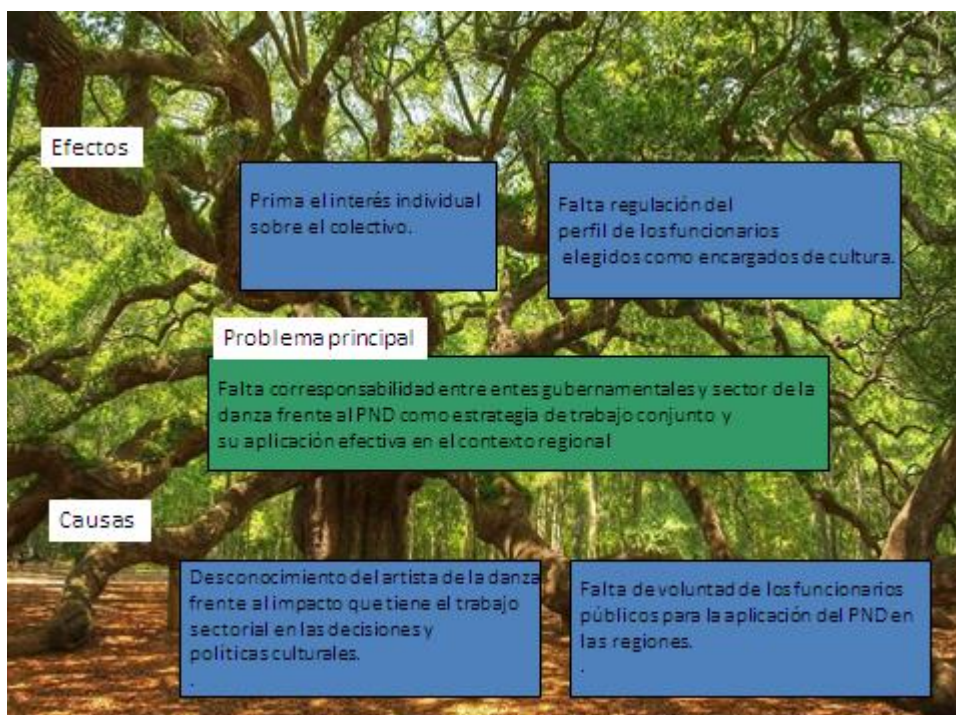 Efectos
Prima el interés individual
sobre el colectivo.
Falta regulación del
perfil de los funcionarios
elegidos como encargados de cultura.
Problema principal
Falta corresponsabilidad entre entes gubernamentales y sector de la
danza frente al PND como estrategia de trabajo conjunto y
su aplicación efectiva en el contexto regional
Causas
Desconocimiento del artista de la danza
frente al impacto que tiene el trabajo
sectorial en las decisiones y
políticas culturales.
.
Falta de voluntad de los funcionarios
públicos para la aplicación del PND en
las regiones.
.